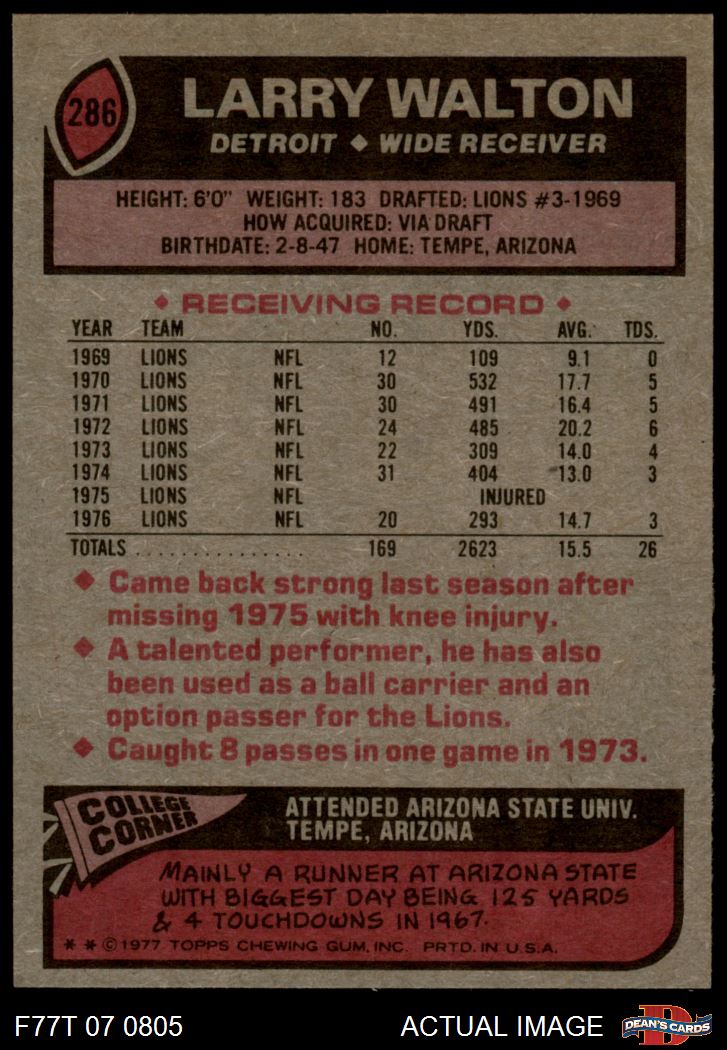 286
LARRY WALTON
DETROIT ◆ WIDE RECEIVER
HEIGHT: 6'0" WEIGHT: 183 DRAFTED: LIONS #3-1969
HOW ACQUIRED: VIA DRAFT
BIRTHDATE: 2-8-47 HOME: TEMPE, ARIZONA
◆ RECEIVING RECORD ◆
YEAR TEAM NO. YDS. AVG. TDS.
1969 LIONS NFL 12 109 9.1 0
1970 LIONS NFL 30 532 17.7 5
1971 LIONS NFL 30 491 16.4 5
1972 LIONS NFL 24 485 20.2 6
1973 LIONS NFL 22 309 14.0 4
1974 LIONS NFL 31 404 13.0 3
1975 LIONS NFL INJURED
1976 LIONS NFL 20 293 14.7 3
TOTALS ................ 169 2623 15.5 26
◆ Came back strong last season after
missing 1975 with knee injury.
◆ A talented performer, he has also
been used as a ball carrier and an
option passer for the Lions.
◆ Caught 8 passes in one game in 1973.
COLLEGE
CORNER
ATTENDED ARIZONA STATE UNIV.
TEMPE, ARIZONA
MAINLY A RUNNER AT ARIZONA STATE
WITH BIGGEST DAY BEING 125 YARDS
& 4 TOUCHDOWNS IN 1967.
* * © 1977 TOPPS CHEWING GUM, INC. PRTD. IN U.S.A.
F77T 07 0805 ACTUAL IMAGE
D
DEAN'S CARDS